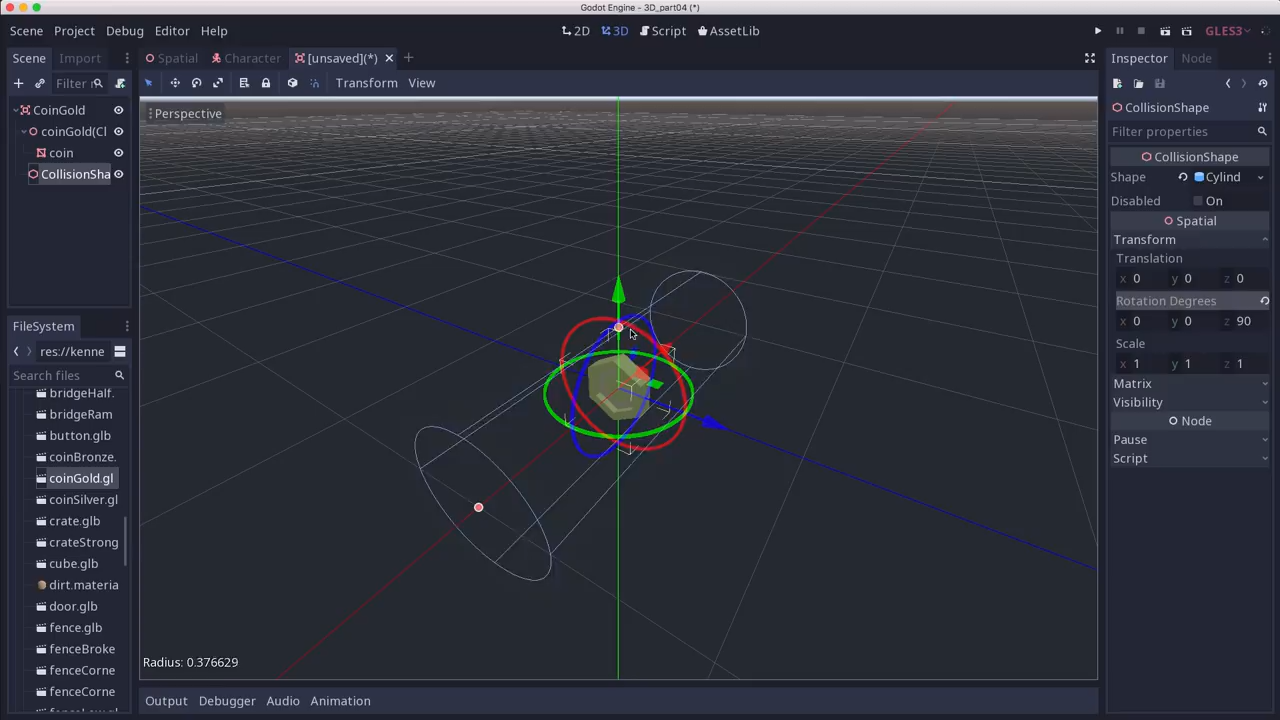 Godot Engine - 3D_part04 (*)
Scene Project Debug Editor Help
2D 3D Script AssetLib
GLES3
Scene Import
Spatial Character [unsaved](*)
Inspector Node
Filter
Transform View
CoinGold
coinGold(Cl
coin
CollisionSha
Perspective
CollisionShape
Filter properties
CollisionShape
Shape Cylind
Disabled On
Spatial
Transform
Translation
x 0 y 0 z 0
Rotation Degrees
x 0 y 0 z 90
Scale
x 1 y 1 z 1
Matrix
Visibility
Node
Pause
Script
FileSystem
res://kenne
Search files
bridgeHalf.
bridgeRam
button.glb
coinBronze.
coinGold.gl
coinSilver.gl
crate.glb
crateStrong
cube.glb
dirt.materia
door.glb
fence.glb
fenceBroke
fenceCorne
fenceCorne
fenceLow.gl
Radius: 0.376629
Output Debugger Audio Animation